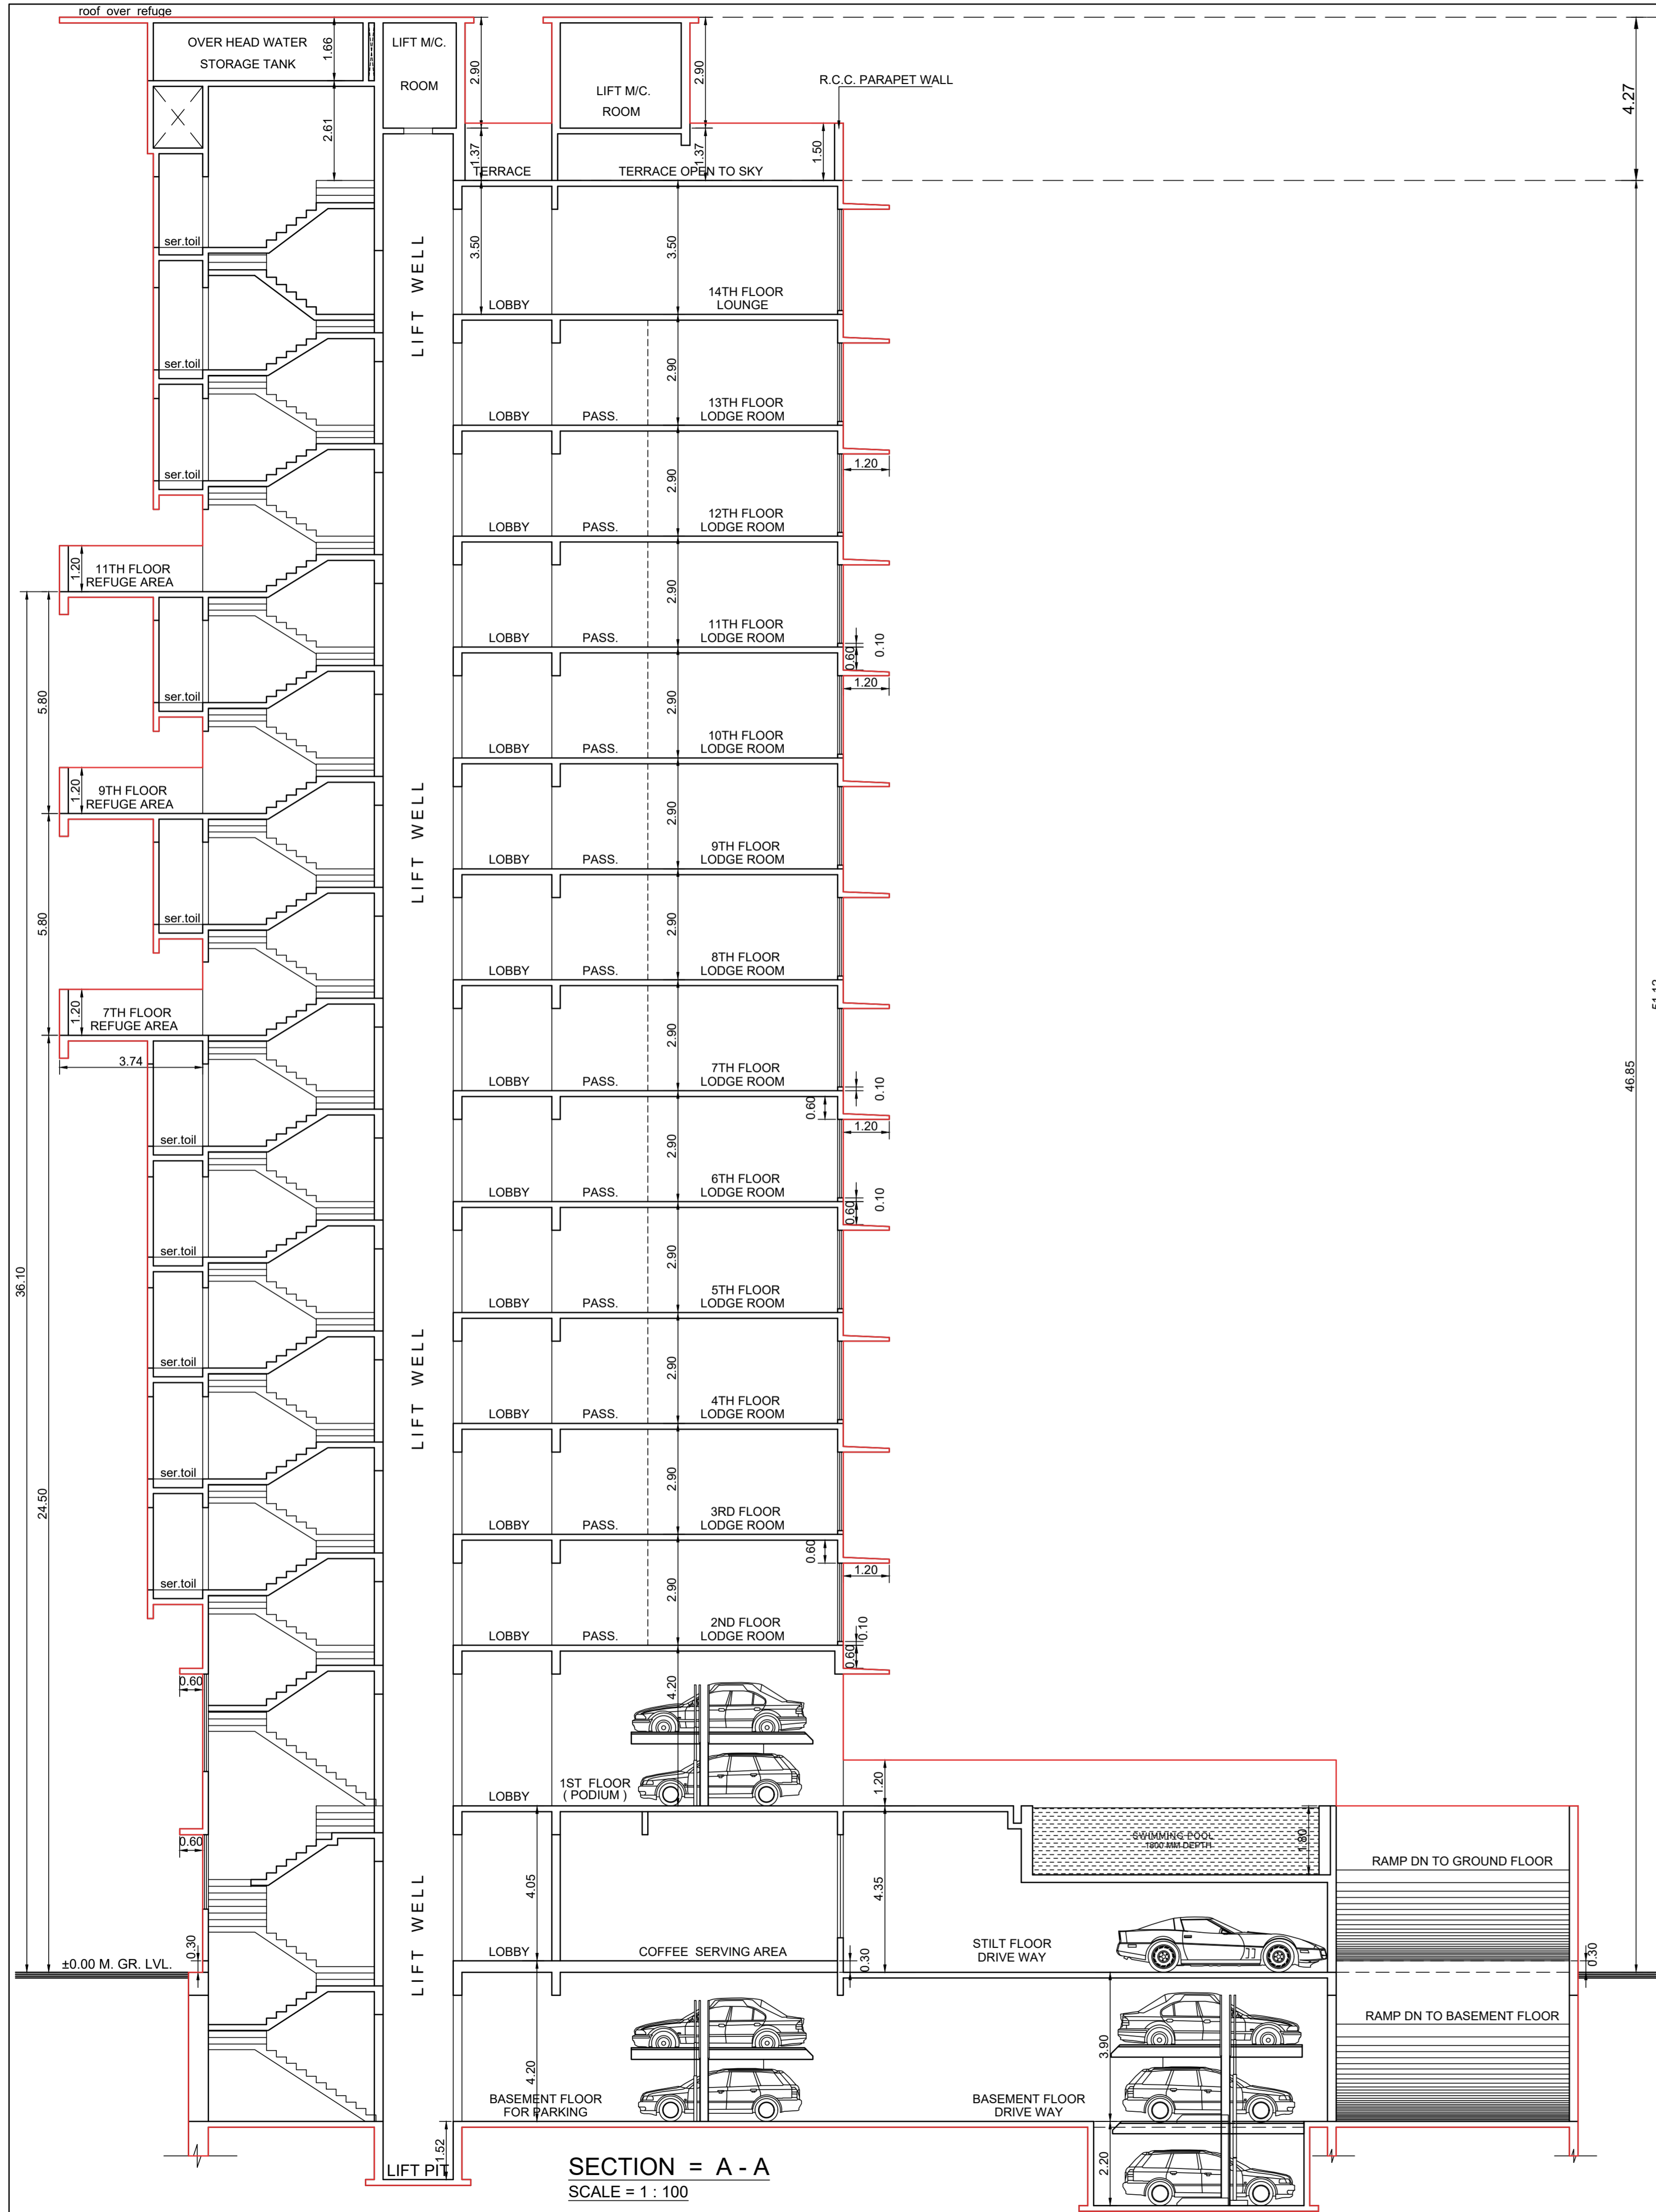 roof over refuge
OVER HEAD WATER
STORAGE TANK
1.66
LIFT M/C.
ROOM
2.90
LIFT M/C.
ROOM
2.90
R.C.C. PARAPET WALL
4.27
2.61
1.37
1.37
1.50
TERRACE
TERRACE OPEN TO SKY
ser.toil
LIFT WELL
3.50
3.50
LOBBY
14TH FLOOR
LOUNGE
ser.toil
2.90
LOBBY
PASS.
13TH FLOOR
LODGE ROOM
1.20
ser.toil
2.90
LOBBY
PASS.
12TH FLOOR
LODGE ROOM
1.20
11TH FLOOR
REFUGE AREA
2.90
LOBBY
PASS.
11TH FLOOR
LODGE ROOM
0.60
0.10
1.20
5.80
ser.toil
2.90
LOBBY
PASS.
10TH FLOOR
LODGE ROOM
1.20
9TH FLOOR
REFUGE AREA
LIFT WELL
2.90
LOBBY
PASS.
9TH FLOOR
LODGE ROOM
5.80
ser.toil
2.90
LOBBY
PASS.
8TH FLOOR
LODGE ROOM
1.20
7TH FLOOR
REFUGE AREA
3.74
2.90
LOBBY
PASS.
7TH FLOOR
LODGE ROOM
0.10
46.85
0.60
1.20
ser.toil
2.90
LOBBY
PASS.
6TH FLOOR
LODGE ROOM
0.60
0.10
36.10
ser.toil
2.90
LOBBY
PASS.
5TH FLOOR
LODGE ROOM
ser.toil
LIFT WELL
2.90
LOBBY
PASS.
4TH FLOOR
LODGE ROOM
24.50
ser.toil
2.90
LOBBY
PASS.
3RD FLOOR
LODGE ROOM
0.60
1.20
ser.toil
2.90
LOBBY
PASS.
2ND FLOOR
LODGE ROOM
0.60
0.10
0.60
4.20
LOBBY
1ST FLOOR
( PODIUM )
1.20
0.60
SWIMMING POOL
1800 MM DEPTH
1.80
RAMP DN TO GROUND FLOOR
LIFT WELL
4.05
4.35
±0.00 M. GR. LVL.
0.30
LOBBY
COFFEE SERVING AREA
0.30
STILT FLOOR
DRIVE WAY
0.30
RAMP DN TO BASEMENT FLOOR
4.20
3.90
BASEMENT FLOOR
FOR PARKING
BASEMENT FLOOR
DRIVE WAY
1.52
LIFT PIT
2.20
SECTION = A - A
SCALE = 1 : 100